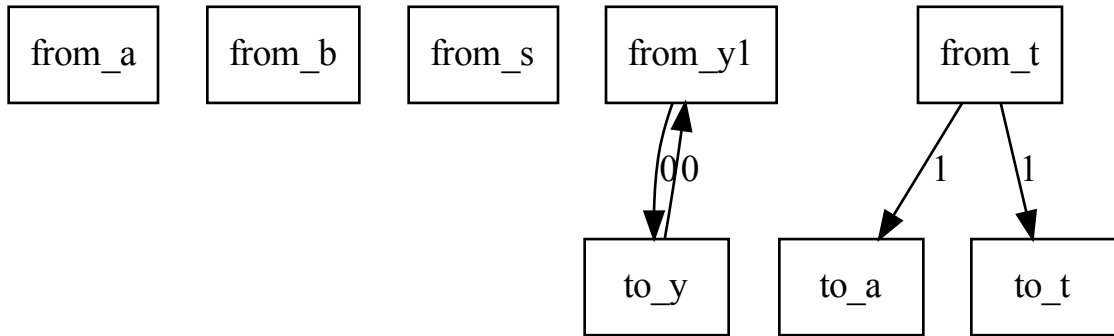 from_a
from_b
from_s
from_y1
from_t
0
0
1
1
to_y
to_a
to_t